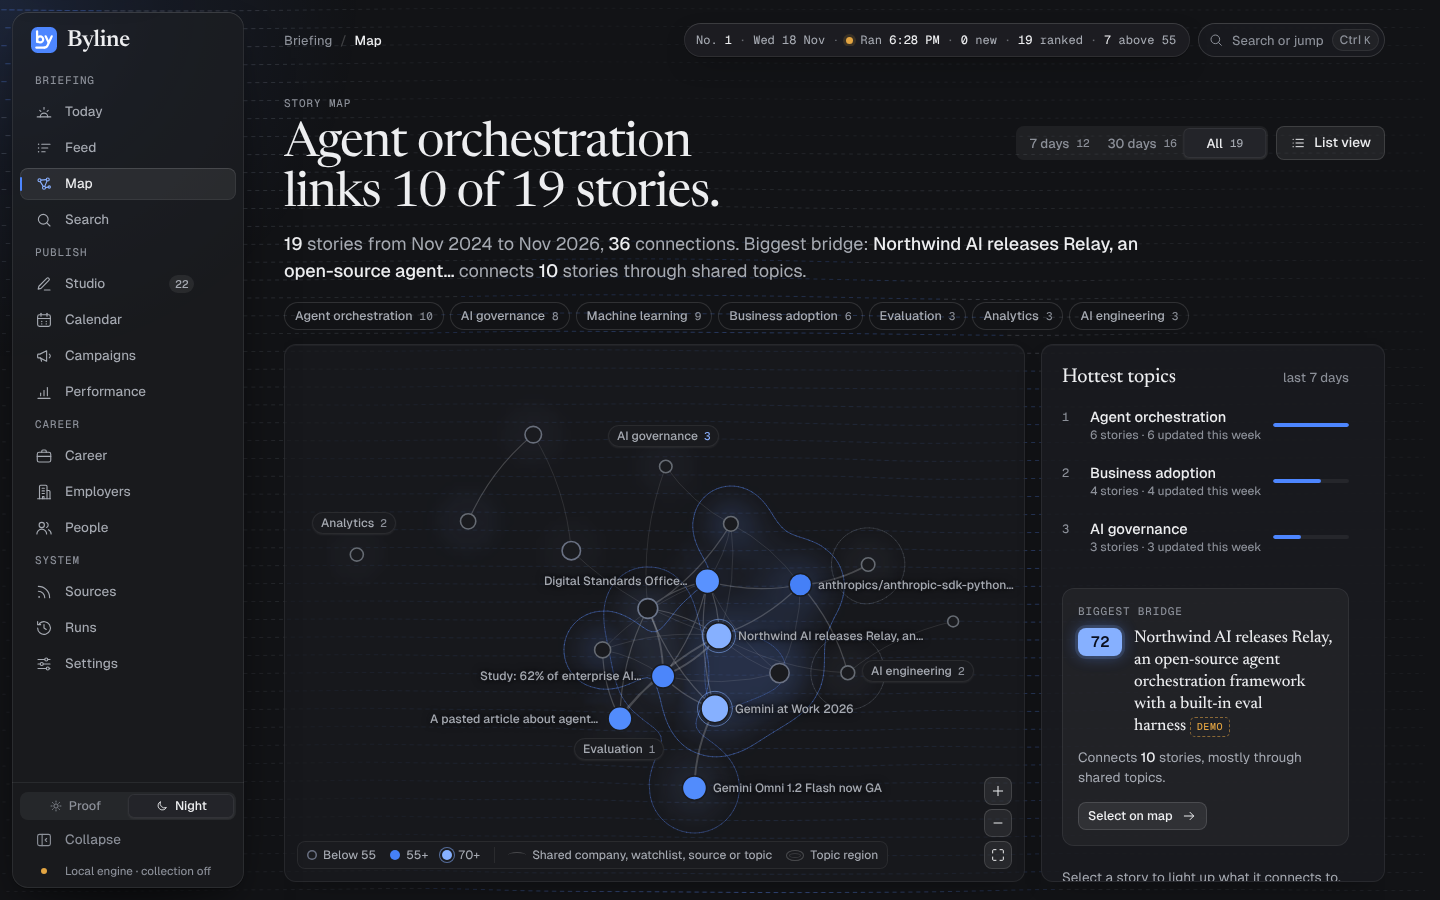 by Byline
BRIEFING
Today
Feed
Map
Search
PUBLISH
Studio 22
Calendar
Campaigns
Performance
CAREER
Career
Employers
People
SYSTEM
Sources
Runs
Settings
Proof Night
Collapse
Local engine · collection off
Briefing / Map
No. 1 · Wed 18 Nov · Ran 6:28 PM · 0 new · 19 ranked · 7 above 55
Search or jump Ctrl K
STORY MAP
Agent orchestration
links 10 of 19 stories.
7 days 12 30 days 16 All 19
List view
19 stories from Nov 2024 to Nov 2026, 36 connections. Biggest bridge: Northwind AI releases Relay, an
open-source agent… connects 10 stories through shared topics.
Agent orchestration 10 AI governance 8 Machine learning 9 Business adoption 6 Evaluation 3 Analytics 3 AI engineering 3
AI governance 3
Analytics 2
Digital Standards Office…
anthropics/anthropic-sdk-python…
Northwind AI releases Relay, an…
Study: 62% of enterprise AI…
AI engineering 2
Gemini at Work 2026
A pasted article about agent…
Evaluation 1
Gemini Omni 1.2 Flash now GA
Below 55 55+ 70+ Shared company, watchlist, source or topic Topic region
Hottest topics last 7 days
1 Agent orchestration
6 stories · 6 updated this week
2 Business adoption
4 stories · 4 updated this week
3 AI governance
3 stories · 3 updated this week
BIGGEST BRIDGE
72
Northwind AI releases Relay,
an open-source agent
orchestration framework
with a built-in eval
harness DEMO
Connects 10 stories, mostly through
shared topics.
Select on map
Select a story to light up what it connects to.